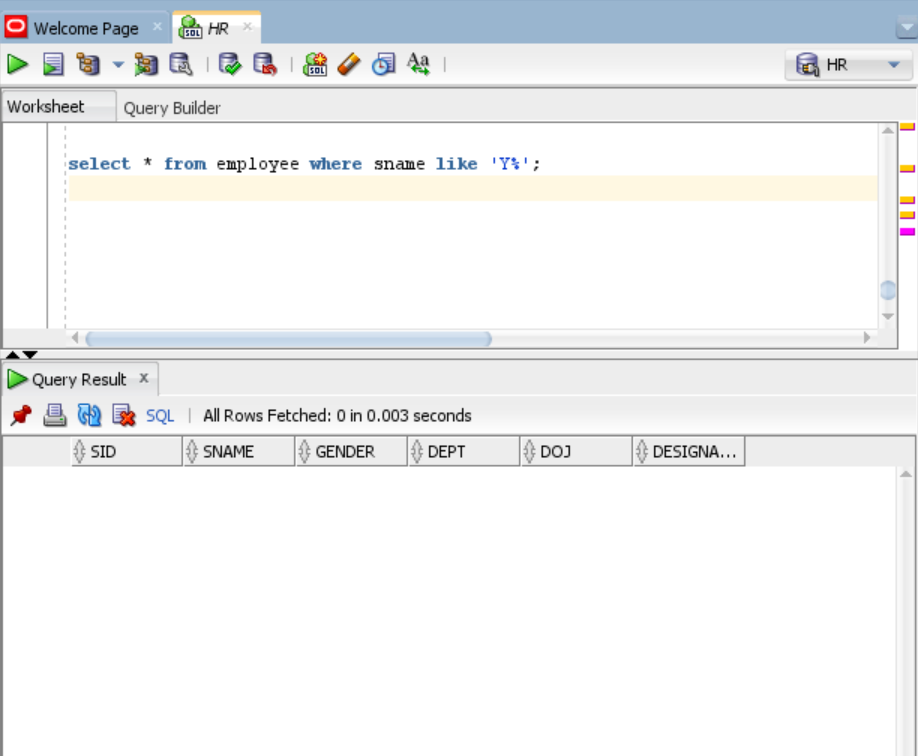 Welcome Page
HR
HR
Worksheet
Query Builder
select * from employee where sname like 'Y%';
Query Result
SQL
All Rows Fetched: 0 in 0.003 seconds
SID SNAME GENDER DEPT DOJ DESIGNA...